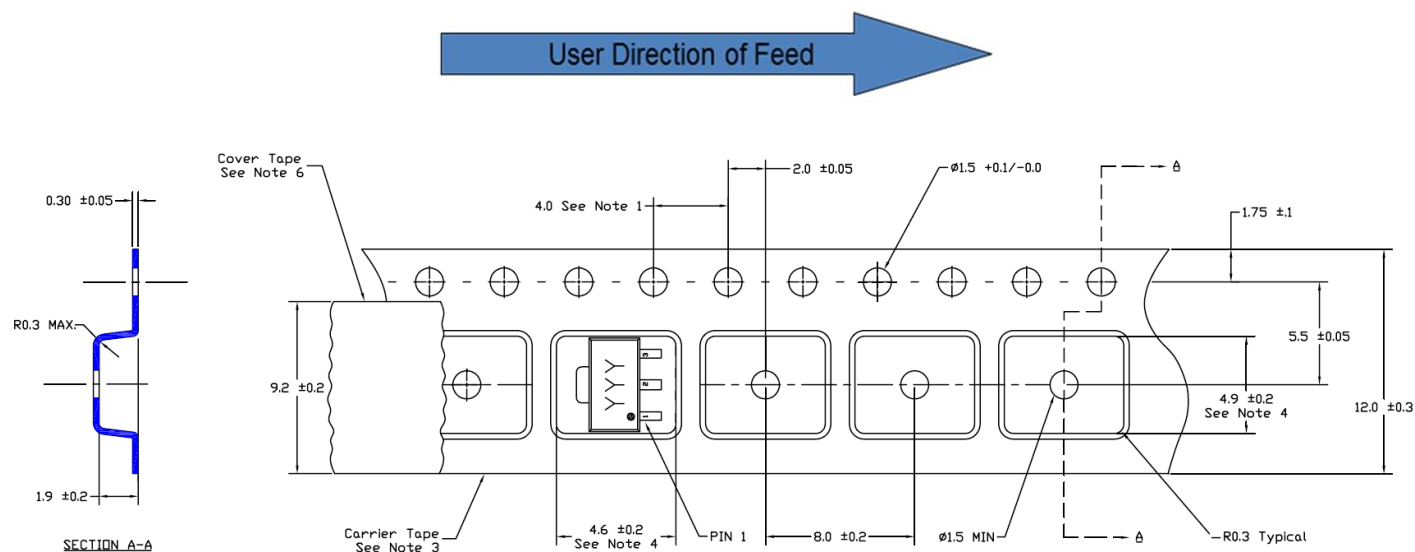 User Direction of Feed
Cover Tape
See Note 6
2.0 ±0.05
Ø1.5 +0.1/-0.0
A
0.30 ±0.05
4.0 See Note 1
1.75 ±.1
R0.3 MAX.
5.5 ±0.05
9.2 ±0.2
YYY
3
2
1
4.9 ±0.2
See Note 4
12.0 ±0.3
1.9 ±0.2
Carrier Tape
See Note 3
4.6 ±0.2
See Note 4
PIN 1
8.0 ±0.2
Ø1.5 MIN
A
R0.3 Typical
SECTION A-A